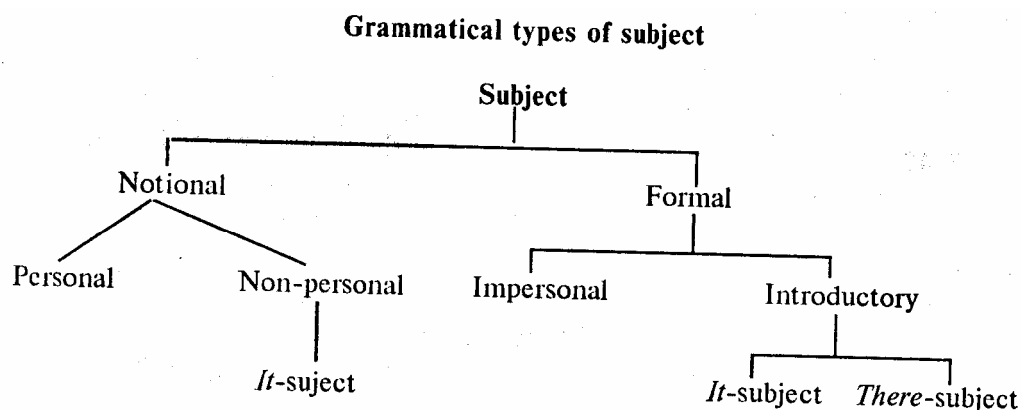 Grammatical types of subject
Subject
Notional
Formal
Personal
Non-personal
Impersonal
Introductory
It-suject
It-subject
There-subject